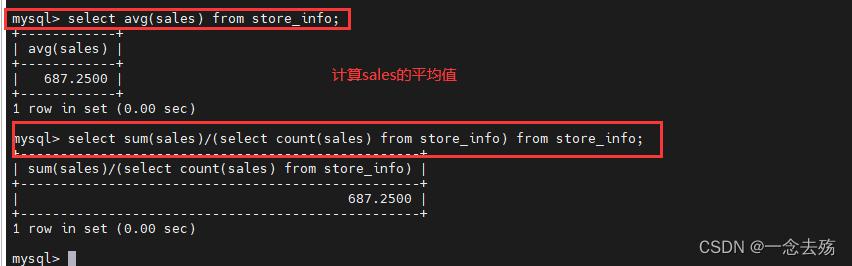 mysql> select avg(sales) from store_info;
+------------+
| avg(sales) |
+------------+
|   687.2500 |
+------------+
计算sales的平均值
1 row in set (0.00 sec)
mysql> select sum(sales)/(select count(sales) from store_info) from store_info;
+--------------------------------------------------+
| sum(sales)/(select count(sales) from store_info) |
+--------------------------------------------------+
|                                         687.2500 |
+--------------------------------------------------+
1 row in set (0.00 sec)
mysql>
CSDN @一念去殇